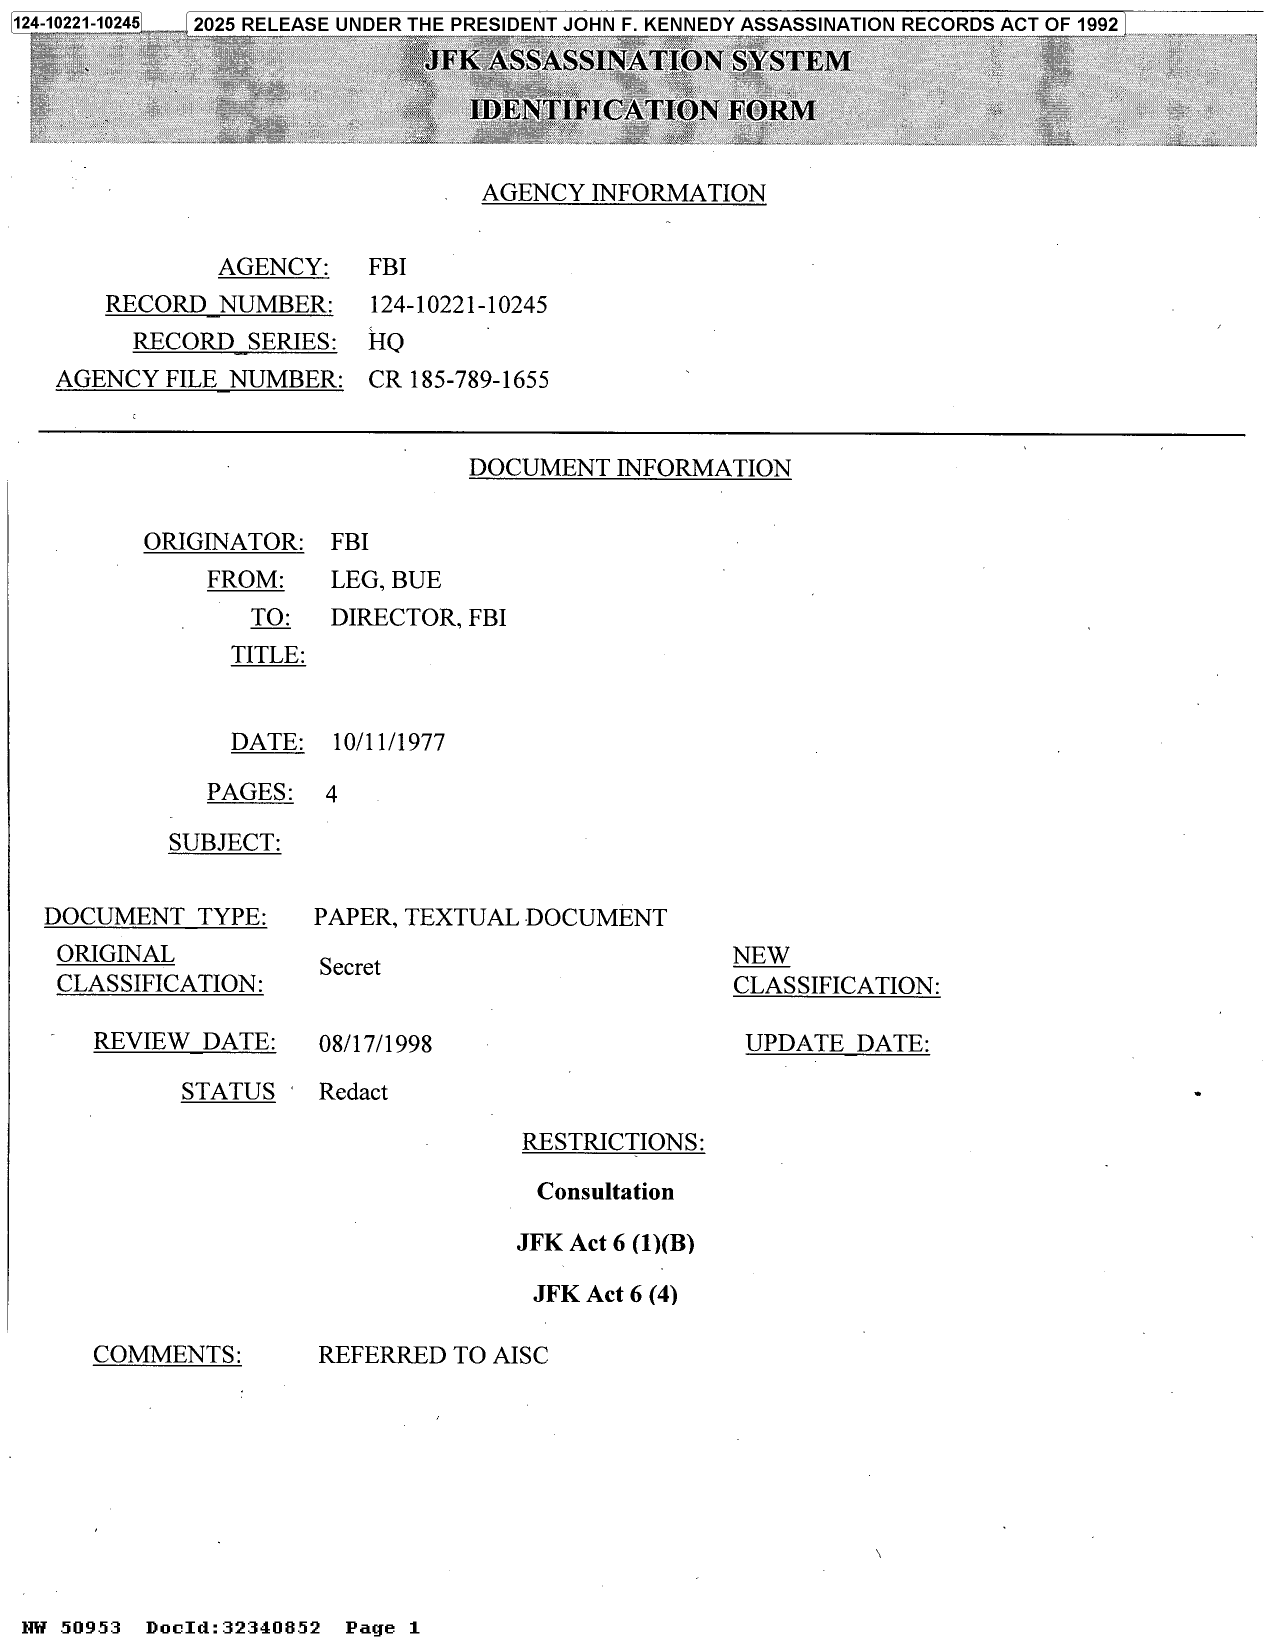 124-10221-10245 2025 RELEASE UNDER THE PRESIDENT JOHN F. KENNEDY ASSASSINATION RECORDS ACT OF 1992
JFK ASSASSINATION SYSTEM
IDENTIFICATION FORM
AGENCY INFORMATION
AGENCY: FBI
RECORD_NUMBER: 124-10221-10245
RECORD_SERIES: HQ
AGENCY FILE_NUMBER: CR 185-789-1655
DOCUMENT INFORMATION
ORIGINATOR: FBI
FROM: LEG, BUE
TO: DIRECTOR, FBI
TITLE:
DATE: 10/11/1977
PAGES: 4
SUBJECT:
DOCUMENT_TYPE: PAPER, TEXTUAL DOCUMENT
ORIGINAL
CLASSIFICATION: Secret
NEW
CLASSIFICATION:
REVIEW_DATE: 08/17/1998 UPDATE_DATE:
STATUS Redact
RESTRICTIONS:
Consultation
JFK Act 6 (1)(B)
JFK Act 6 (4)
COMMENTS: REFERRED TO AISC
NW 50953 DocId:32340852 Page 1